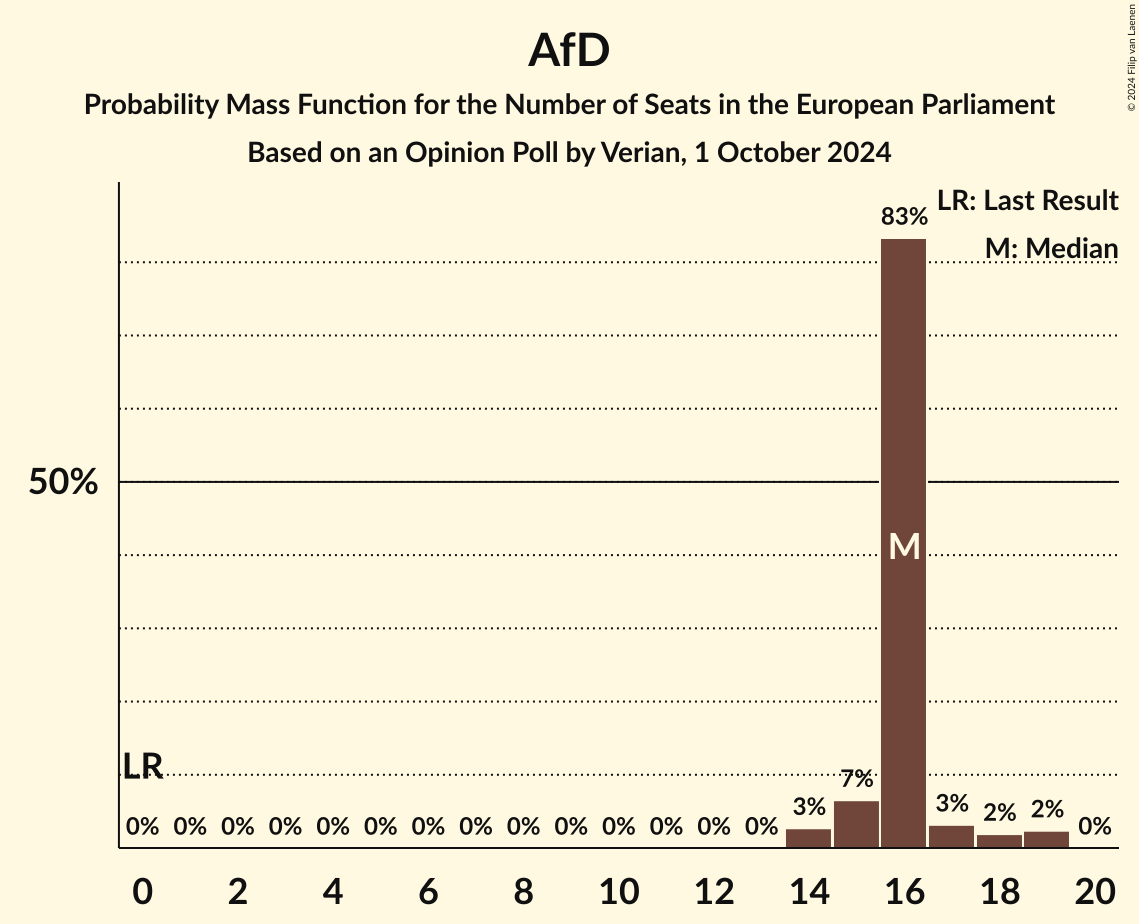 AfD
Probability Mass Function for the Number of Seats in the European Parliament
Based on an Opinion Poll by Verian, 1 October 2024
© 2024 Filip van Laenen
LR: Last Result
M: Median
83%
50%
M
LR
0% 0% 0% 0% 0% 0% 0% 0% 0% 0% 0% 0% 0% 0% 3% 7% 3% 2% 2% 0%
0 2 4 6 8 10 12 14 16 18 20